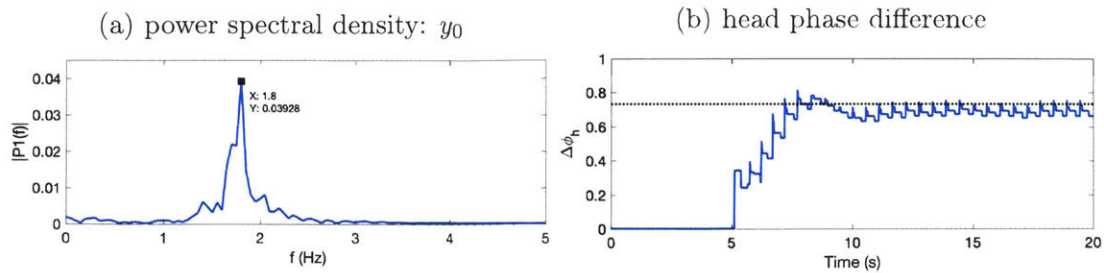 (a) power spectral density: y₀
0.04
0.03
0.02
0.01
0
|P1(f)|
X: 1.8
Y: 0.03928
0 1 2 3 4 5
f (Hz)
(b) head phase difference
1
0.8
0.6
0.4
0.2
0
Δϕₕ
0 5 10 15 20
Time (s)